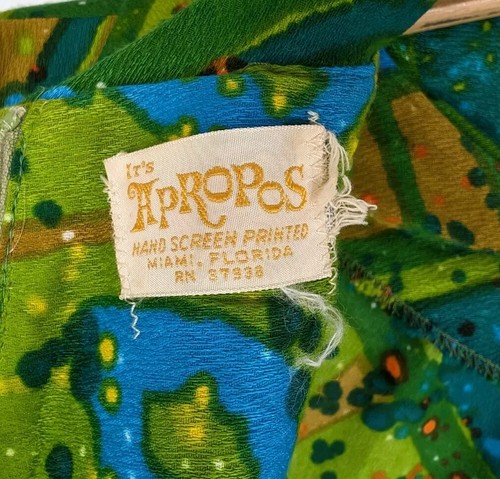 It's
Apropos
HAND SCREEN PRINTED
MIAMI, FLORIDA
RN 37938